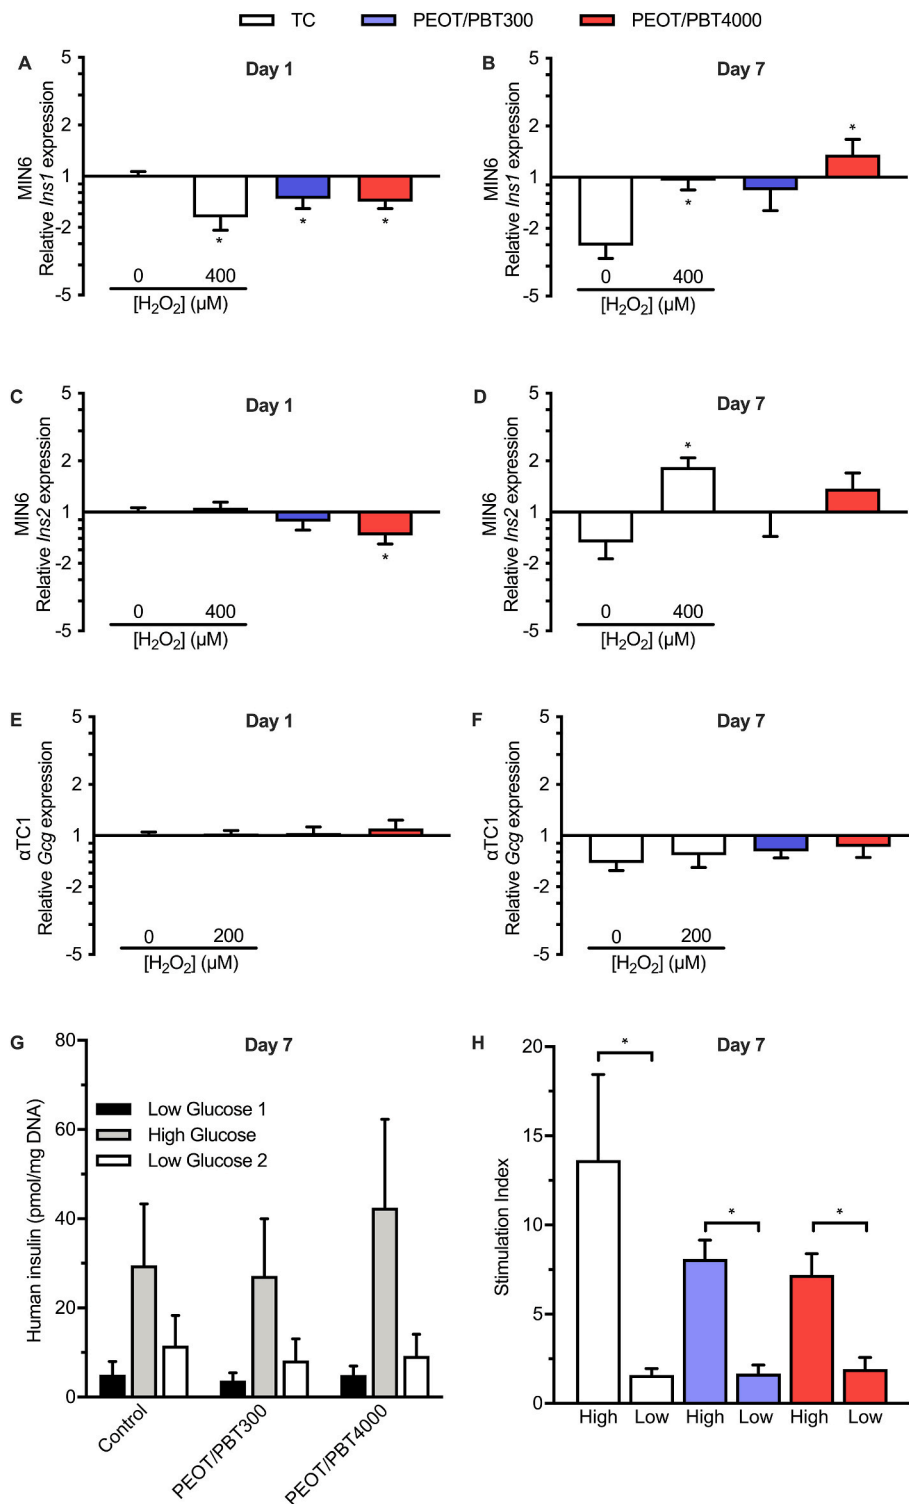 TC PEOT/PBT300 PEOT/PBT4000
A Day 1
MIN6
Relative Ins1 expression
5
2
1
-2
-5
* * *
0 400
[H₂O₂] (µM)
B Day 7
MIN6
Relative Ins1 expression
5
2
1
-2
-5
* *
0 400
[H₂O₂] (µM)
C Day 1
MIN6
Relative Ins2 expression
5
2
1
-2
-5
*
0 400
[H₂O₂] (µM)
D Day 7
MIN6
Relative Ins2 expression
5
2
1
-2
-5
*
0 400
[H₂O₂] (µM)
E Day 1
αTC1
Relative Gcg expression
5
2
1
-2
-5
0 200
[H₂O₂] (µM)
F Day 7
αTC1
Relative Gcg expression
5
2
1
-2
-5
0 200
[H₂O₂] (µM)
G Day 7
Human insulin (pmol/mg DNA)
80
60
40
20
0
Low Glucose 1
High Glucose
Low Glucose 2
Control
PEOT/PBT300
PEOT/PBT4000
H Day 7
Stimulation Index
20
15
10
5
0
* * *
High Low High Low High Low